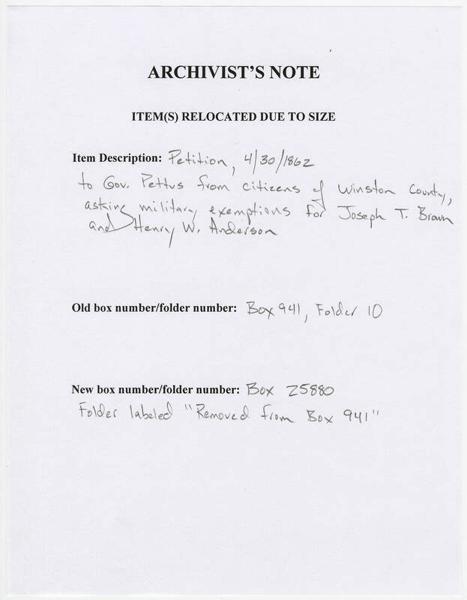 ARCHIVIST'S NOTE
ITEM(S) RELOCATED DUE TO SIZE
Item Description: Petition, 4/30/1862
to Gov. Pettus from citizens of Winston County,
asking military exemptions for Joseph T. Brown
and Henry W. Anderson
Old box number/folder number: Box 941, Folder 10
New box number/folder number: Box 25880
Folder labeled "Removed from Box 941"